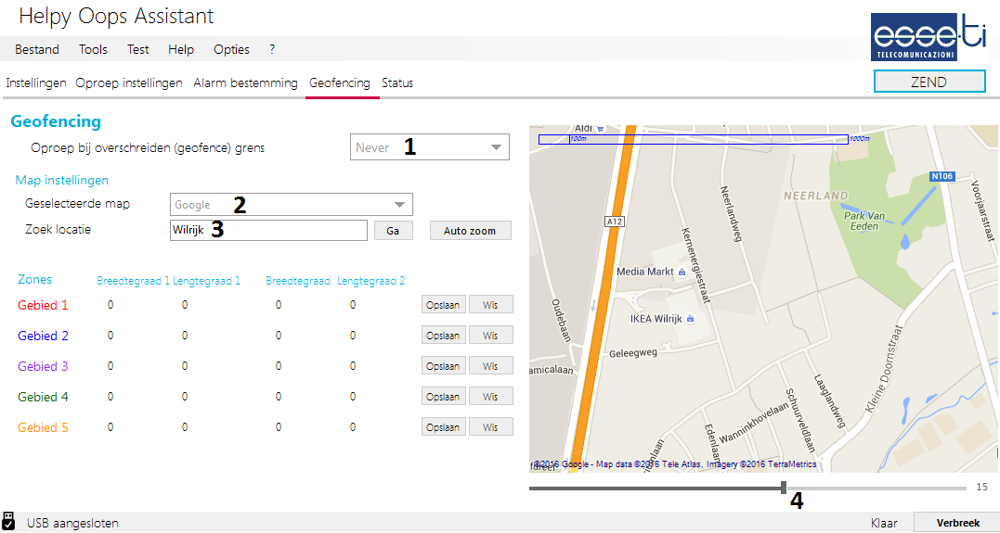 Helpy Oops Assistant
esse-ti
TELECOMUNICAZIONI
Bestand Tools Test Help Opties ?
Instellingen Oproep instellingen Alarm bestemming Geofencing Status
ZEND
Geofencing
Oproep bij overschreiden (geofence) grens
Never 1
Map instellingen
Geselecteerde map
Google 2
Zoek locatie
Wilrijk 3
Ga
Auto zoom
Zones Breedtegraad 1 Lengtegraad 1 Breedtegraad . Lengtegraad 2
Gebied 1 0 0 0 0 Opslaan Wis
Gebied 2 0 0 0 0 Opslaan Wis
Gebied 3 0 0 0 0 Opslaan Wis
Gebied 4 0 0 0 0 Opslaan Wis
Gebied 5 0 0 0 0 Opslaan Wis
Aldi
100m 1000m
N106
NEERLAND
Neerlandweg
Voorjaarstraat
Park Van
Eeden
A12
Kernenergiestraat
Media Markt
Oudebaan
IKEA Wilrijk
Geleegweg
amicalaan
Kleine Doornstraat
Laaglandweg
Schuurveldlaan
Wanninkhovelaan
Edenlaan
rdinlaan
fdreef
©2016 Google - Map data ©2016 Tele Atlas, Imagery ©2016 TerraMetrics
15
4
USB aangesloten
Klaar
Verbreek